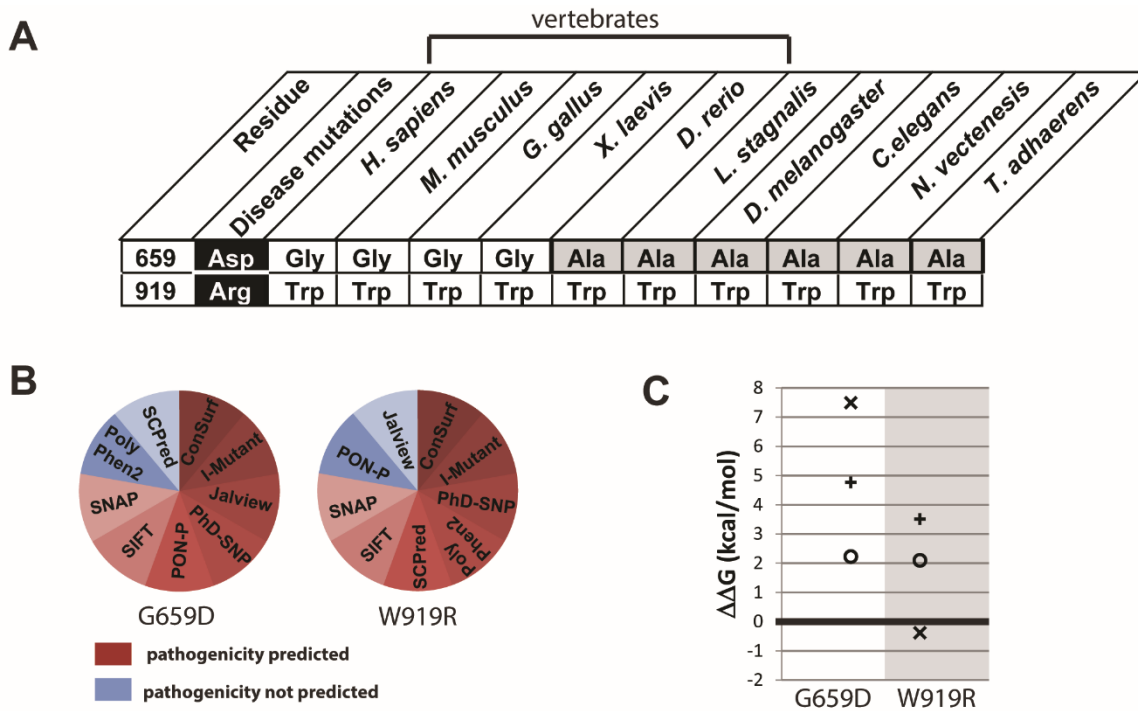 A
vertebrates
Residue
Disease mutations
H. sapiens
M. musculus
G. gallus
X. laevis
D. rerio
L. stagnalis
D. melanogaster
C.elegans
N. vectenesis
T. adhaerens
659 Asp Gly Gly Gly Gly Ala Ala Ala Ala Ala Ala
919 Arg Trp Trp Trp Trp Trp Trp Trp Trp Trp Trp
B
SCPred
ConSurf
I-Mutant
Jalview
PhD-SNP
PON-P
SIFT
SNAP
Poly
Phen2
G659D
Jalview
ConSurf
I-Mutant
PhD-SNP
Poly
Phen2
SCPred
SIFT
SNAP
PON-P
W919R
pathogenicity predicted
pathogenicity not predicted
C
ΔΔG (kcal/mol)
8
7
6
5
4
3
2
1
0
-1
-2
G659D W919R